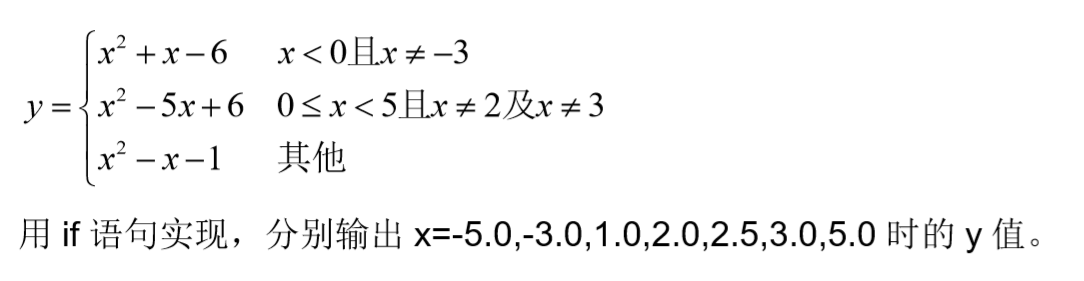 x² + x − 6 x < 0且x ≠ −3
y = { x² − 5x + 6 0 ≤ x < 5且x ≠ 2及x ≠ 3
x² − x − 1 其他
用 if 语句实现，分别输出 x=-5.0,-3.0,1.0,2.0,2.5,3.0,5.0 时的 y 值。